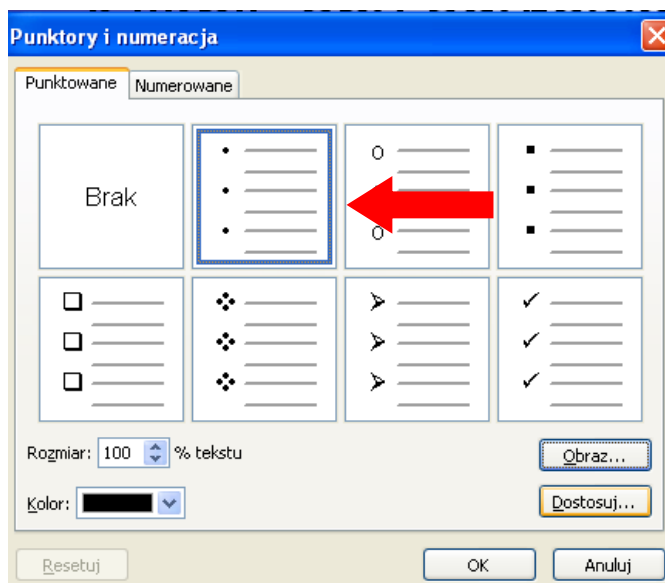 Punktory i numeracja
Punktowane Numerowane
Brak
Rozmiar: 100 % tekstu
Obraz...
Kolor:
Dostosuj...
Resetuj OK Anuluj